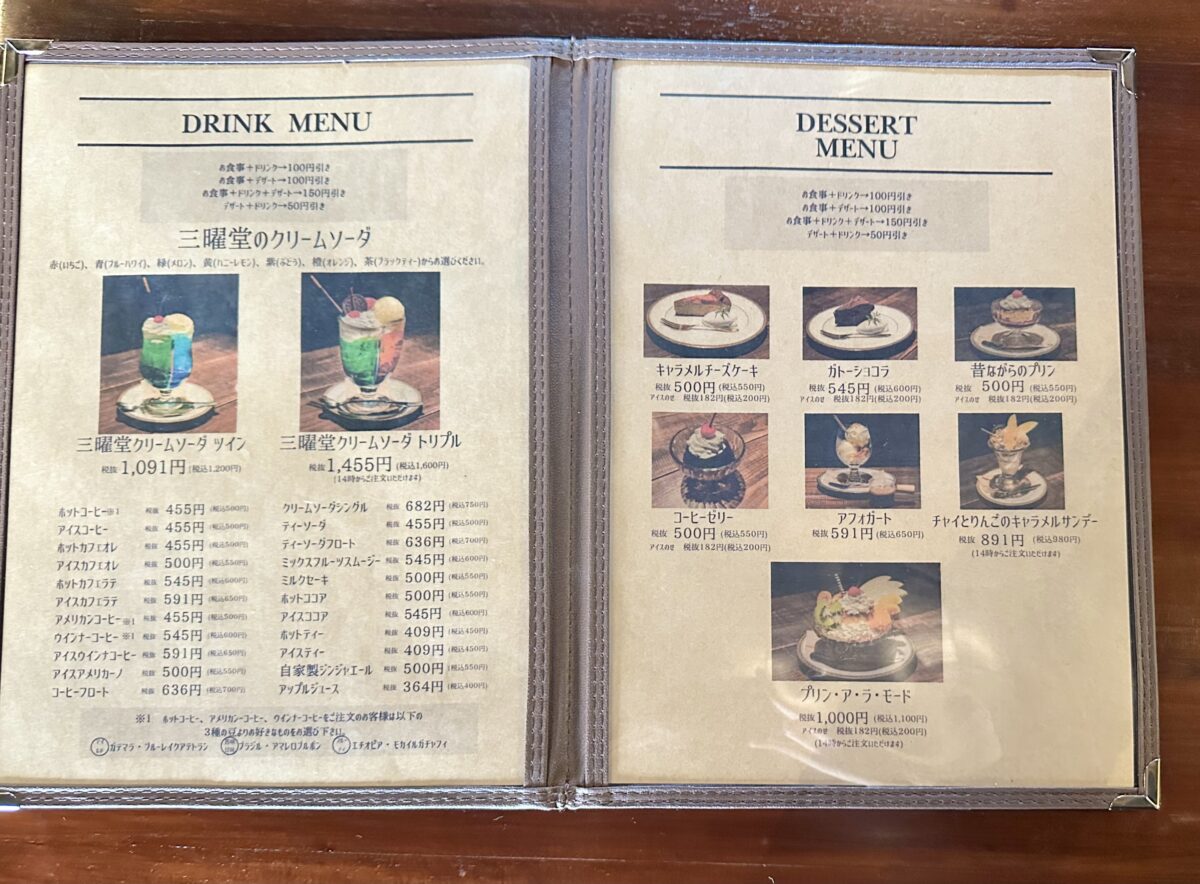 DRINK MENU
お食事+ドリンク→100円引き
お食事+デザート→100円引き
お食事+ドリンク+デザート→150円引き
デザート+ドリンク→50円引き
三曜堂のクリームソーダ
赤(いちご)、青(ブルーハワイ)、緑(メロン)、黄(ハニーレモン)、紫(ぶどう)、橙(オレンジ)、茶(ブラックティー)からお選びください。
三曜堂クリームソーダ ツイン
税抜 1,091円(税込1,200円)
三曜堂クリームソーダ トリプル
税抜 1,455円(税込1,600円)
(14時からご注文いただけます)
ホットコーヒー※1 税抜 455円(税込500円)
アイスコーヒー 税抜 455円(税込500円)
ホットカフェオレ 税抜 455円(税込500円)
アイスカフェオレ 税抜 500円(税込550円)
ホットカフェラテ 税抜 545円(税込600円)
アイスカフェラテ 税抜 591円(税込650円)
アメリカンコーヒー※1 税抜 455円(税込500円)
ウインナーコーヒー※1 税抜 545円(税込600円)
アイスウインナコーヒー 税抜 591円(税込650円)
アイスアメリカーノ 税抜 500円(税込550円)
コーヒーフロート 税抜 636円(税込700円)
クリームソーダシングル 税抜 682円(税込750円)
ティーソーダ 税抜 455円(税込500円)
ティーソーダフロート 税抜 636円(税込700円)
ミックスフルーツスムージー 税抜 545円(税込600円)
ミルクセーキ 税抜 500円(税込550円)
ホットココア 税抜 500円(税込550円)
アイスココア 税抜 545円(税込600円)
ホットティー 税抜 409円(税込450円)
アイスティー 税抜 409円(税込450円)
自家製ジンジャエール 税抜 500円(税込550円)
アップルジュース 税抜 364円(税込400円)
※1 ホットコーヒー、アメリカンコーヒー、ウインナーコーヒーをご注文のお客様は以下の
3種の豆よりお好きなものをお選び下さい。
ガテマラ・ブルーレイクアテトラン ブラジル・アマレロブルボン エチオピア・モカイルガチャフィ
DESSERT
MENU
お食事+ドリンク→100円引き
お食事+デザート→100円引き
お食事+ドリンク+デザート→150円引き
デザート+ドリンク→50円引き
キャラメルチーズケーキ
税抜 500円(税込550円)
アイスのせ 税抜182円(税込200円)
ガトーショコラ
税抜 545円(税込600円)
アイスのせ 税抜182円(税込200円)
昔ながらのプリン
税抜 500円(税込550円)
アイスのせ 税抜182円(税込200円)
コーヒーゼリー
税抜 500円(税込550円)
アイスのせ 税抜182円(税込200円)
アフォガート
税抜 591円(税込650円)
チャイとりんごのキャラメルサンデー
税抜 891円(税込980円)
(14時からご注文いただけます)
プリン・ア・ラ・モード
税抜1,000円(税込1,100円)
アイスのせ 税抜182円(税込200円)
(14時からご注文いただけます)